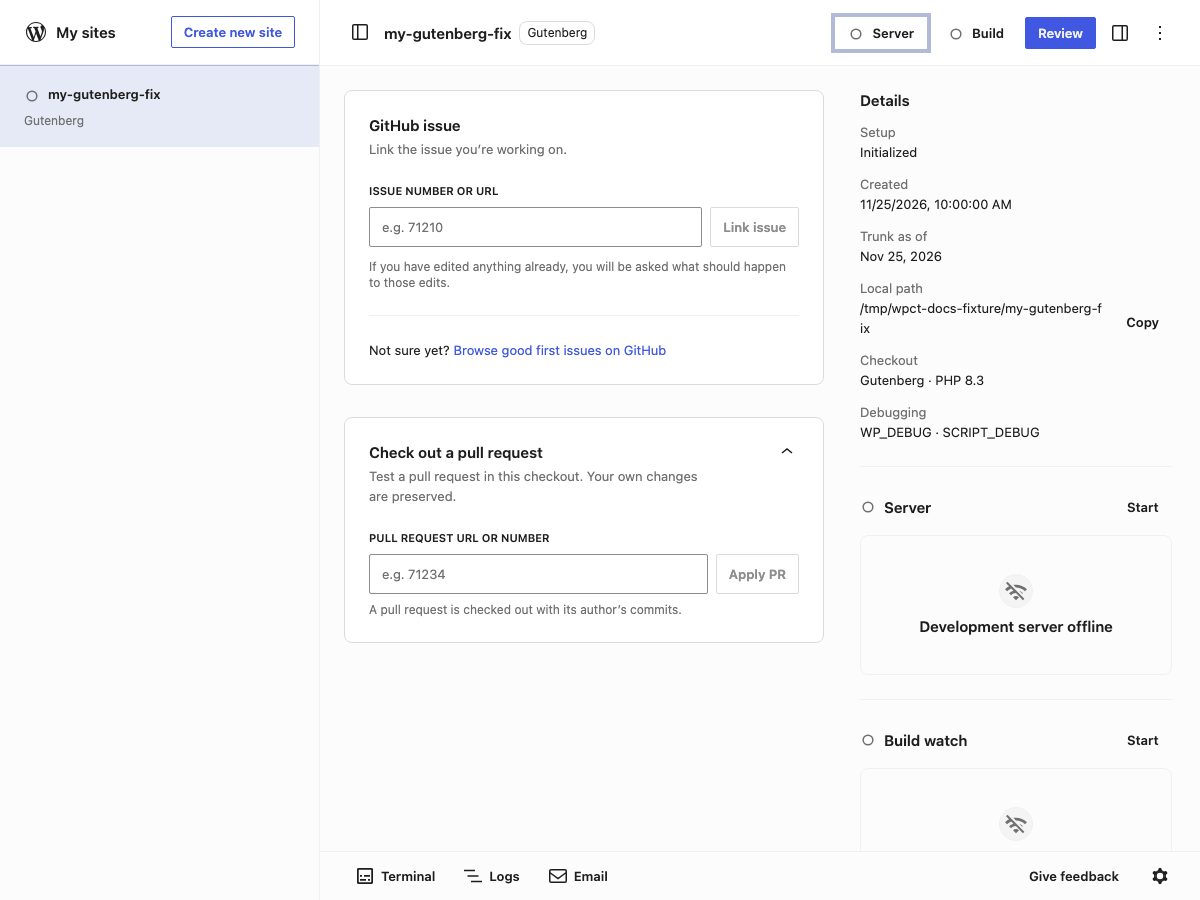 My sites
Create new site
my-gutenberg-fix
Gutenberg
my-gutenberg-fix
Gutenberg
Server
Build
Review
GitHub issue
Link the issue you're working on.
ISSUE NUMBER OR URL
e.g. 71210
Link issue
If you have edited anything already, you will be asked what should happen
to those edits.
Not sure yet? Browse good first issues on GitHub
Check out a pull request
Test a pull request in this checkout. Your own changes
are preserved.
PULL REQUEST URL OR NUMBER
e.g. 71234
Apply PR
A pull request is checked out with its author's commits.
Details
Setup
Initialized
Created
11/25/2026, 10:00:00 AM
Trunk as of
Nov 25, 2026
Local path
/tmp/wpct-docs-fixture/my-gutenberg-f
ix
Copy
Checkout
Gutenberg · PHP 8.3
Debugging
WP_DEBUG · SCRIPT_DEBUG
Server
Start
Development server offline
Build watch
Start
Terminal
Logs
Email
Give feedback